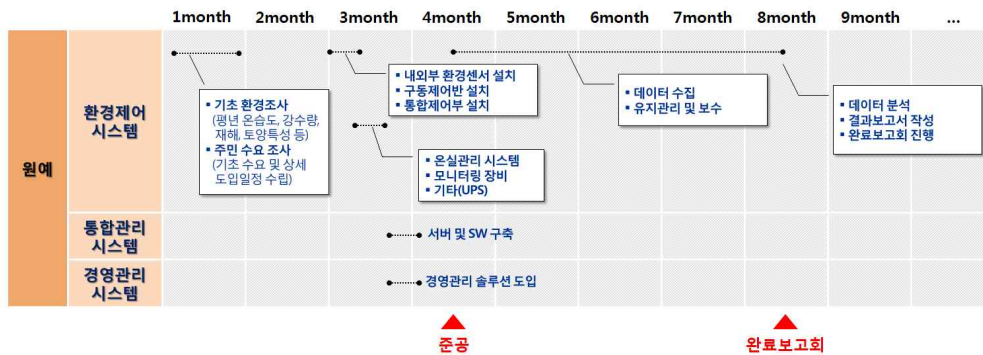 1month 2month 3month 4month 5month 6month 7month 8month 9month ...
원예
환경제어
시스템
▪ 기초 환경조사
(평년 온습도, 강수량,
재해, 토양특성 등)
▪ 주민 수요 조사
(기초 수요 및 상세
도입일정 수립)
▪ 내외부 환경센서 설치
▪ 구동제어반 설치
▪ 통합제어부 설치
▪ 온실관리 시스템
▪ 모니터링 장비
▪ 기타(UPS)
▪ 데이터 수집
▪ 유지관리 및 보수
▪ 데이터 분석
▪ 결과보고서 작성
▪ 완료보고회 진행
통합관리
시스템
서버 및 SW 구축
경영관리
시스템
경영관리 솔루션 도입
준공
완료보고회